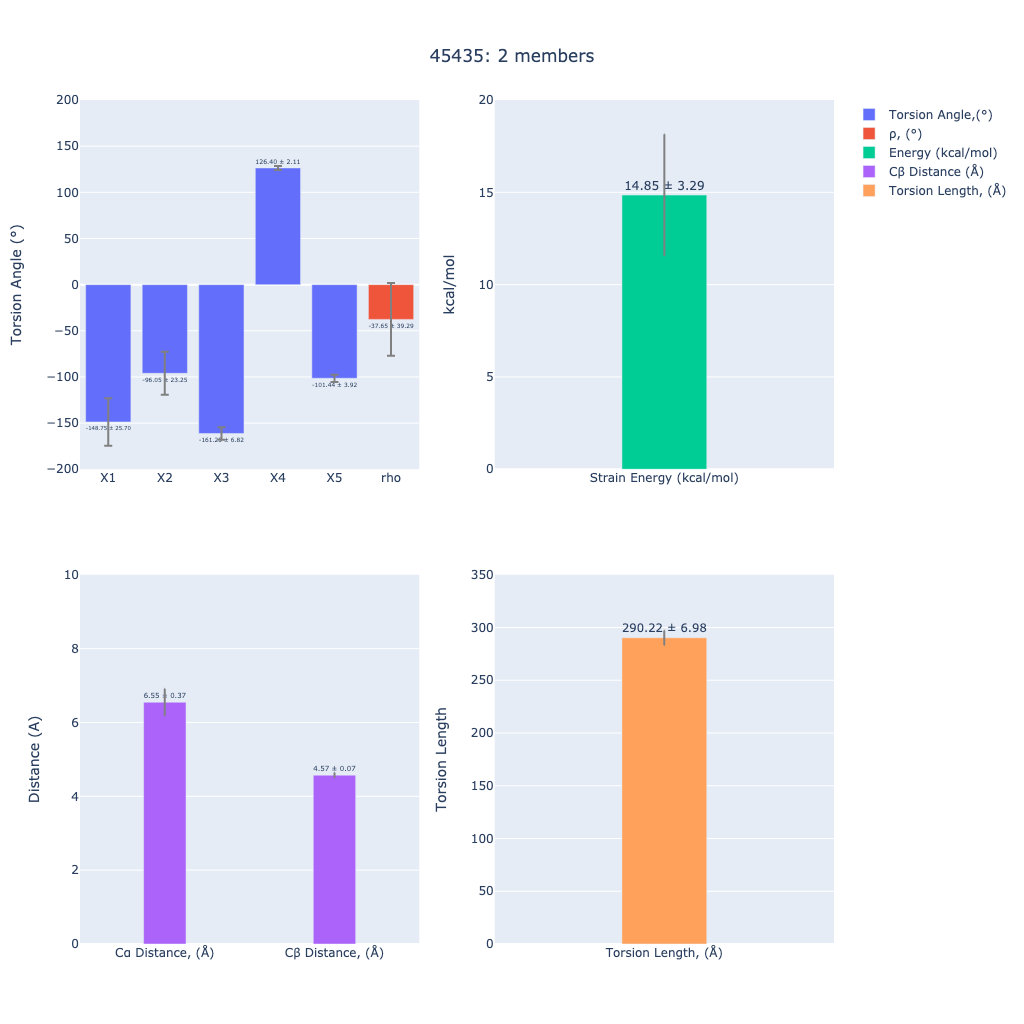 45435: 2 members
Torsion Angle (°)
200
150
100
50
0
−50
−100
−150
−200
126.40 ± 2.11
-37.65 ± 39.29
-96.05 ± 23.25
-101.44 ± 3.92
-148.75 ± 25.70
X1 X2 X3 X4 X5 rho
kcal/mol
20
15
10
5
0
14.85 ± 3.29
Strain Energy (kcal/mol)
Torsion Angle,(°)
ρ, (°)
Energy (kcal/mol)
Cβ Distance (Å)
Torsion Length, (Å)
Distance (A)
10
8
6
4
2
0
6.55 ± 0.37
4.57 ± 0.07
Cα Distance, (Å) Cβ Distance, (Å)
Torsion Length
350
300
250
200
150
100
50
0
290.22 ± 6.98
Torsion Length, (Å)